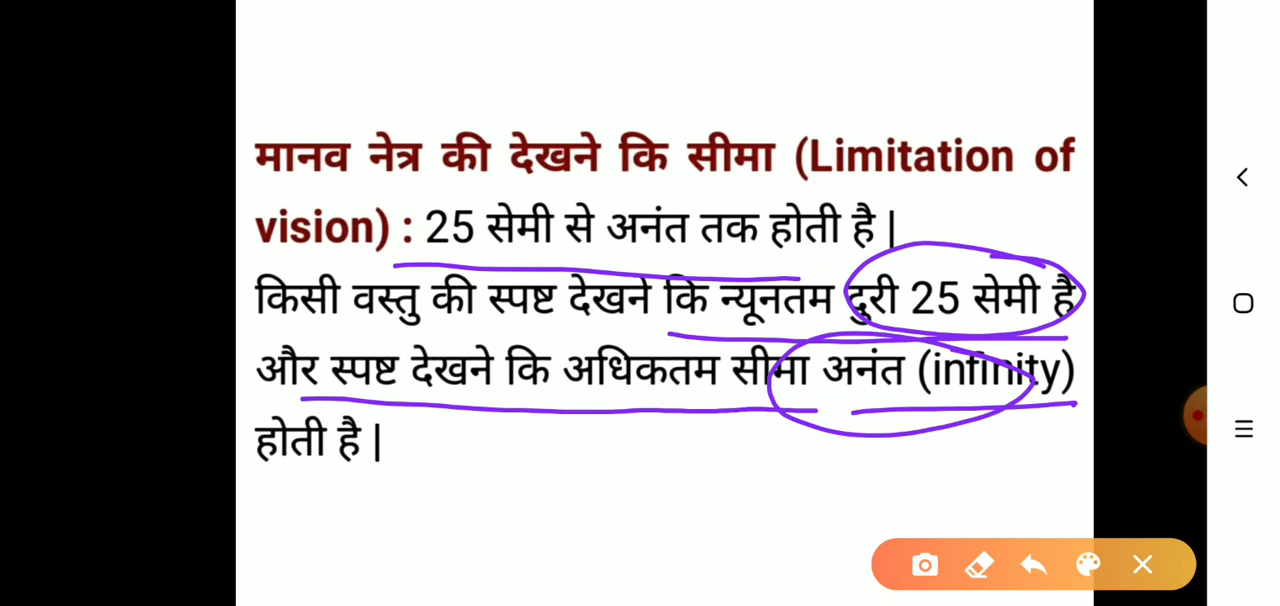 मानव नेत्र की देखने कि सीमा (Limitation of
vision) : 25 सेमी से अनंत तक होती है |
किसी वस्तु की स्पष्ट देखने कि न्यूनतम दुरी 25 सेमी है
और स्पष्ट देखने कि अधिकतम सीमा अनंत (infinity)
होती है |